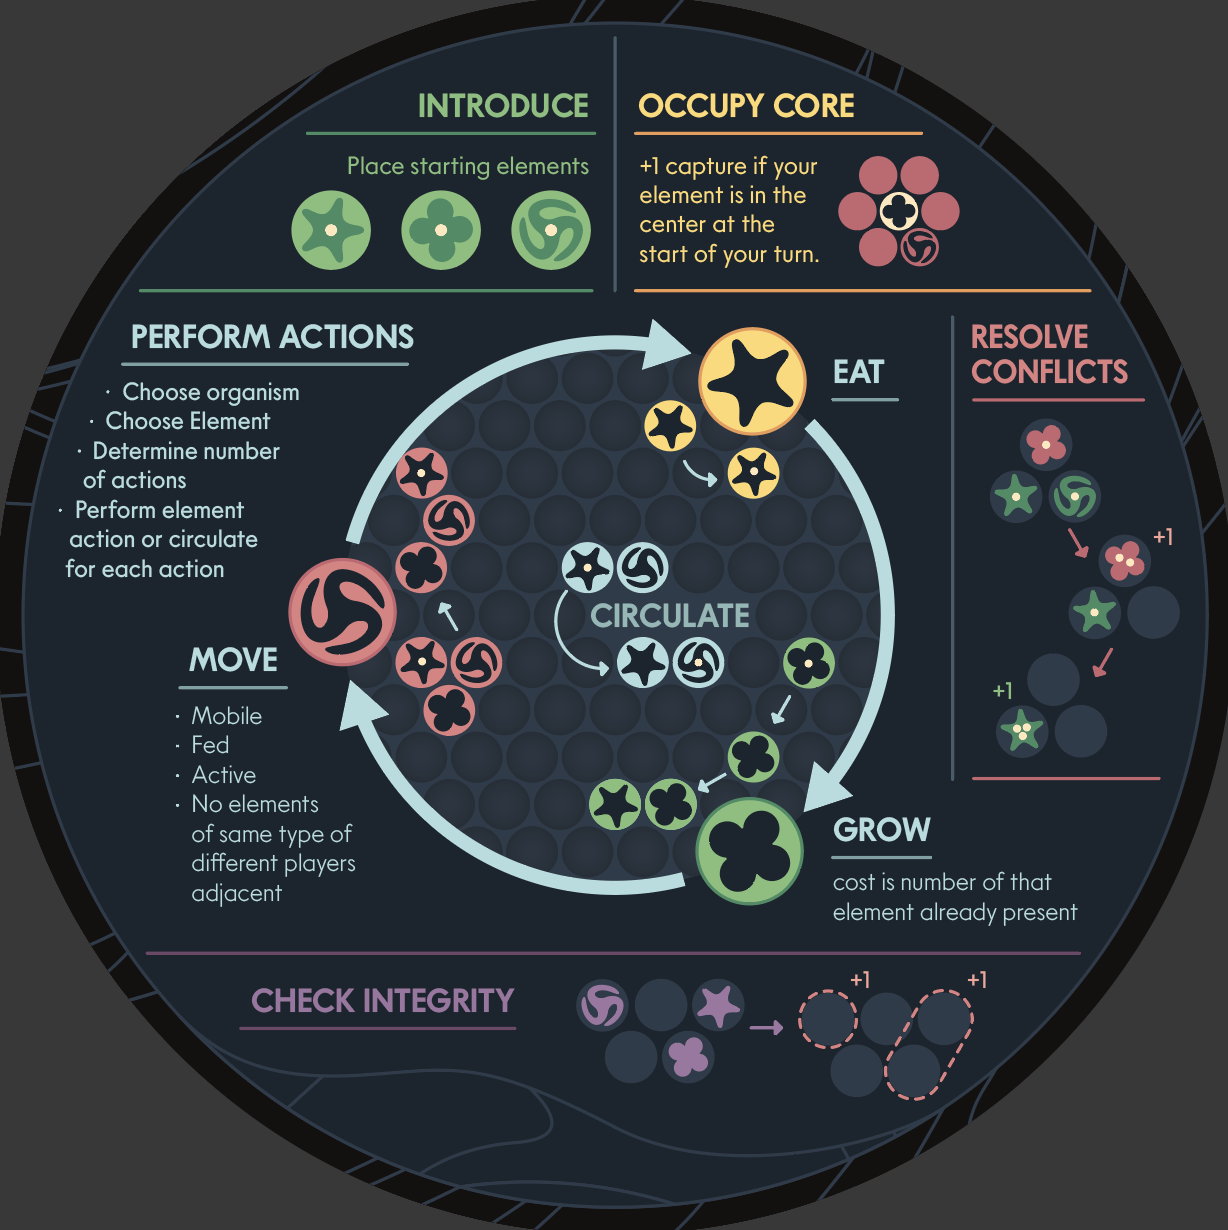 INTRODUCE
Place starting elements
OCCUPY CORE
+1 capture if your
element is in the
center at the
start of your turn.
PERFORM ACTIONS
· Choose organism
· Choose Element
· Determine number
of actions
· Perform element
action or circulate
for each action
EAT
RESOLVE
CONFLICTS
+1
+1
CIRCULATE
MOVE
· Mobile
· Fed
· Active
· No elements
of same type of
different players
adjacent
GROW
cost is number of that
element already present
CHECK INTEGRITY
+1
+1